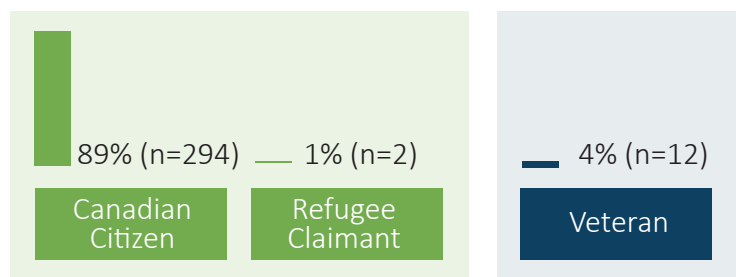 89% (n=294)
1% (n=2)
4% (n=12)
Canadian
Citizen
Refugee
Claimant
Veteran